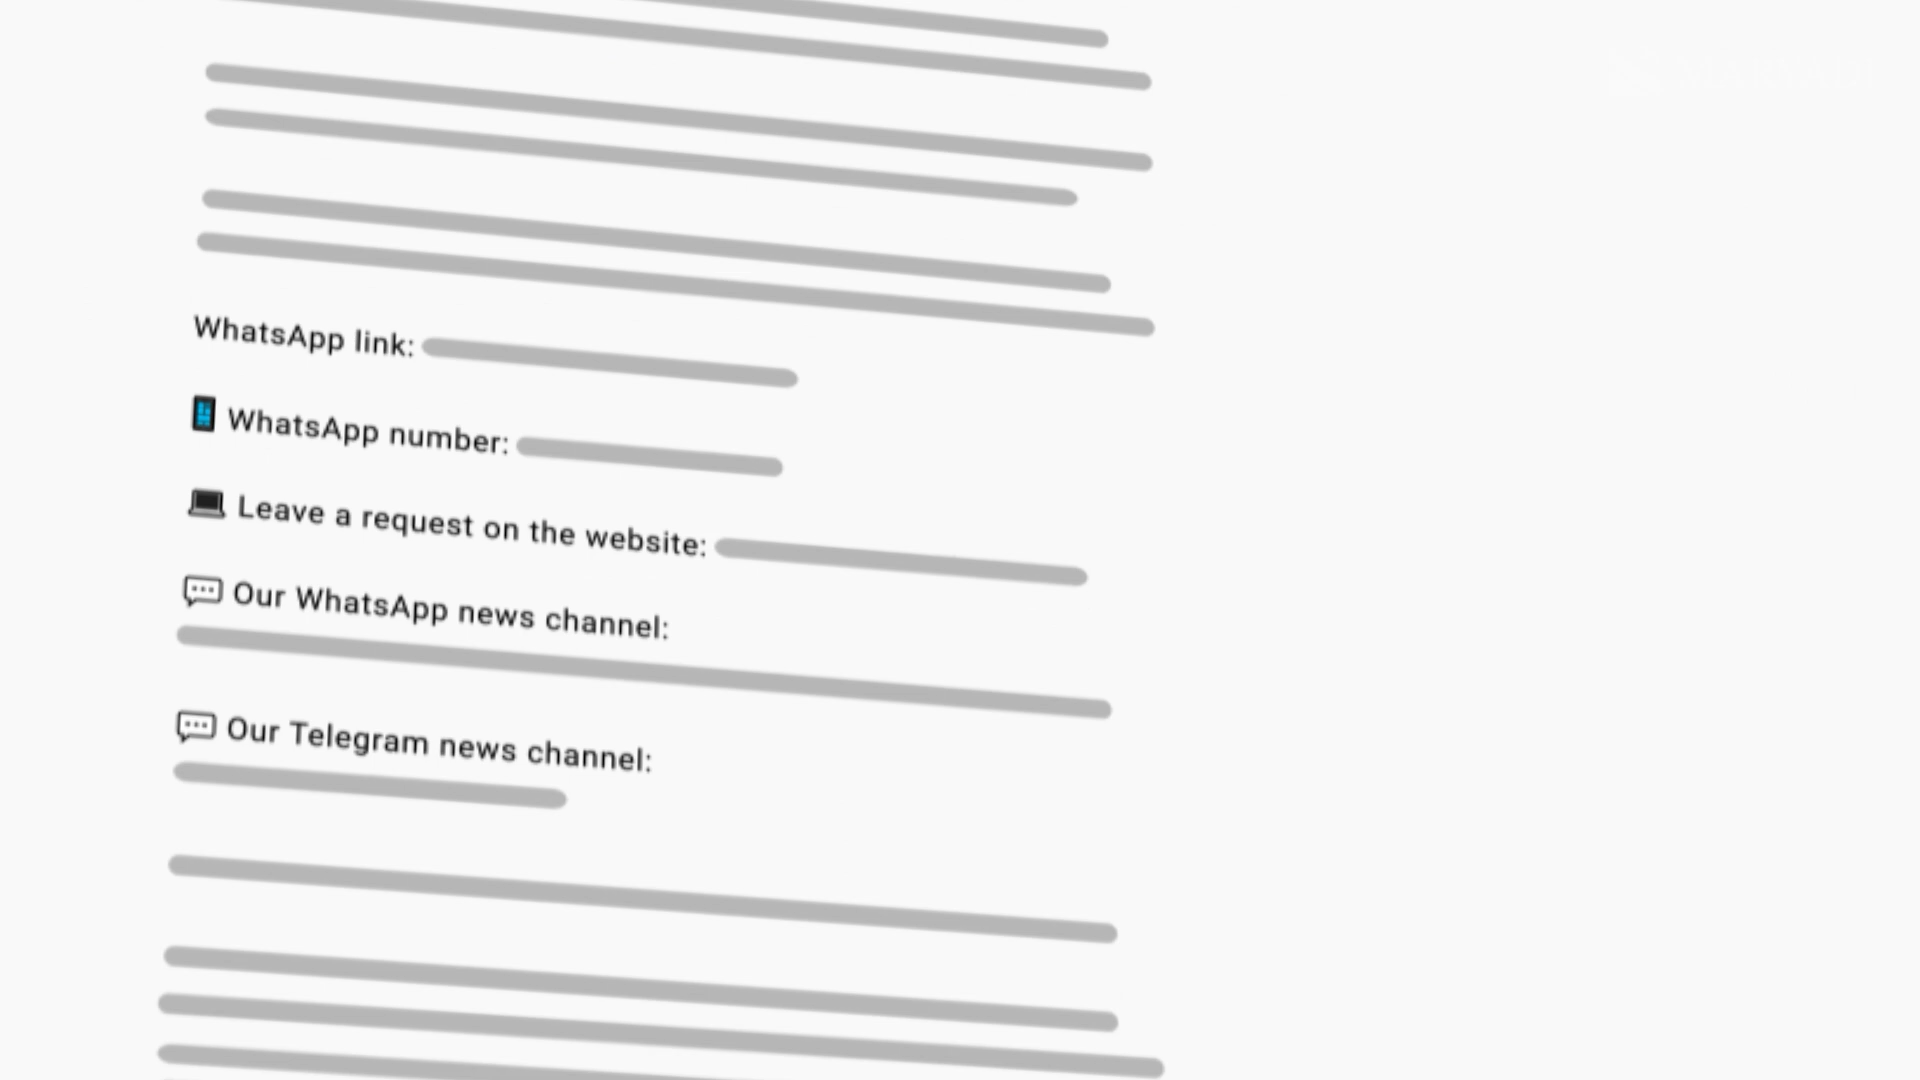 WhatsApp link:
📱 WhatsApp number:
💻 Leave a request on the website:
💬 Our WhatsApp news channel:
💬 Our Telegram news channel: